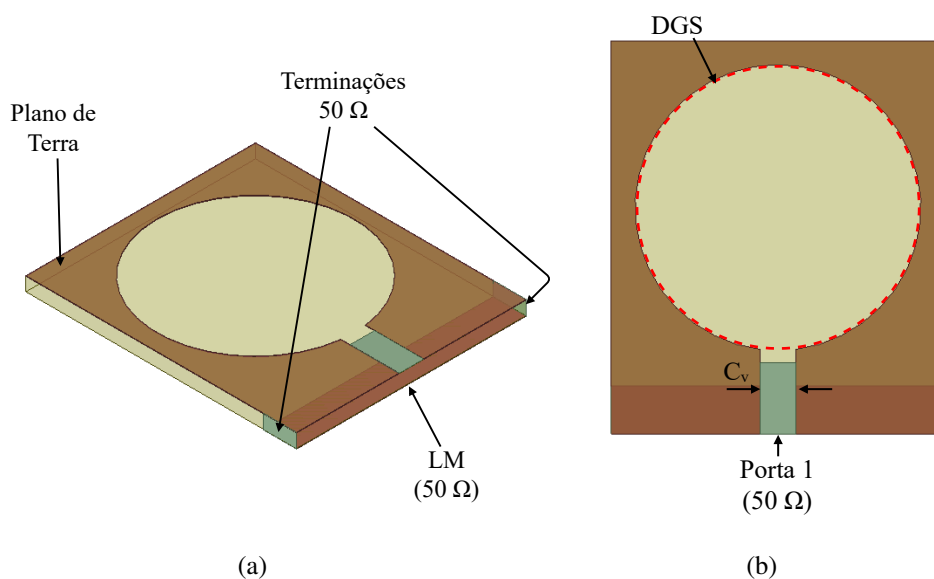 Plano de
Terra
Terminações
50 Ω
LM
(50 Ω)
(a)
DGS
Cᵥ
Porta 1
(50 Ω)
(b)